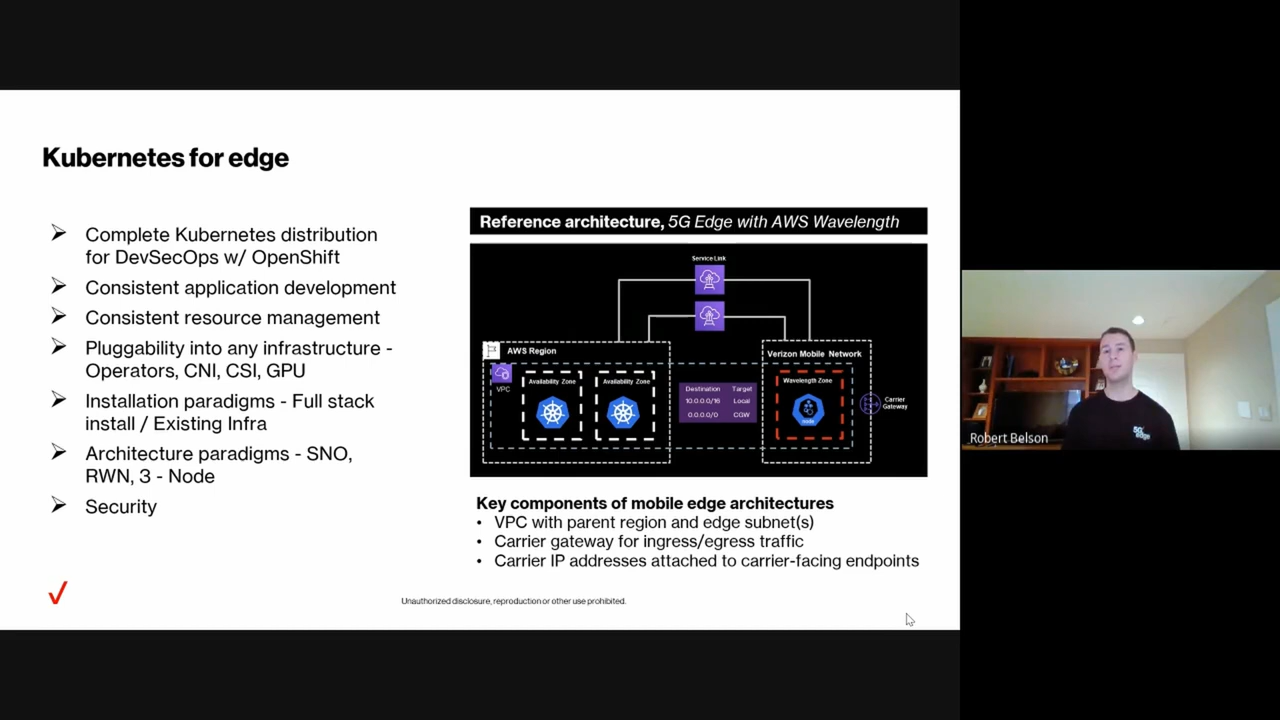 Kubernetes for edge
Complete Kubernetes distribution
for DevSecOps w/ OpenShift
Consistent application development
Consistent resource management
Pluggability into any infrastructure -
Operators, CNI, CSI, GPU
Installation paradigms - Full stack
install / Existing Infra
Architecture paradigms - SNO,
RWN, 3 - Node
Security
Reference architecture, 5G Edge with AWS Wavelength
Service Link
AWS Region
VPC
Availability Zone
Availability Zone
Destination Target
10.0.0.0/16 Local
0.0.0.0/0 CGW
Verizon Mobile Network
Wavelength Zone
node
Carrier
Gateway
Key components of mobile edge architectures
• VPC with parent region and edge subnet(s)
• Carrier gateway for ingress/egress traffic
• Carrier IP addresses attached to carrier-facing endpoints
Unauthorized disclosure, reproduction or other use prohibited.
5G
edge
Robert Belson